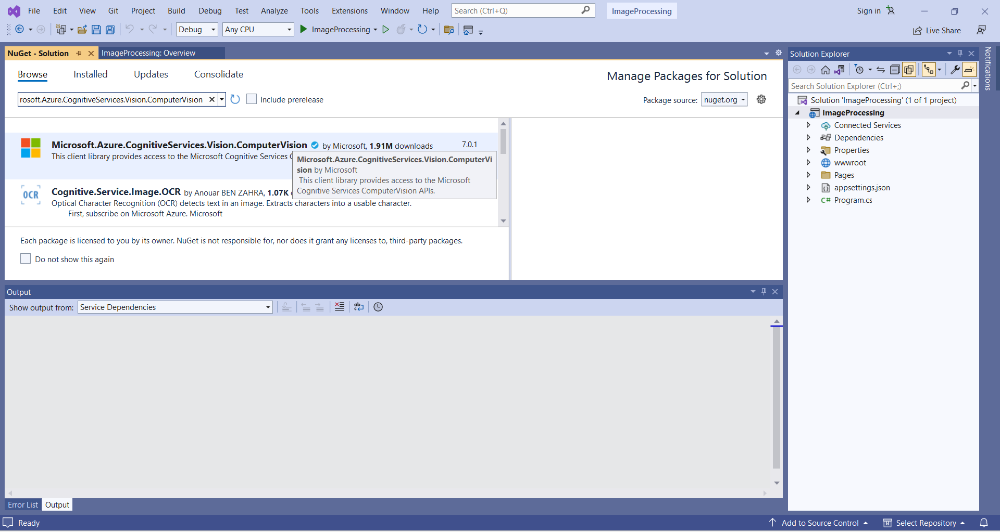 File Edit View Git Project Build Debug Test Analyze Tools Extensions Window Help Search (Ctrl+Q) ImageProcessing Sign in
Debug Any CPU ImageProcessing Live Share
NuGet - Solution ImageProcessing: Overview
Browse Installed Updates Consolidate
Manage Packages for Solution
rosoft.Azure.CognitiveServices.Vision.ComputerVision Include prerelease
Package source: nuget.org
Microsoft.Azure.CognitiveServices.Vision.ComputerVision by Microsoft, 1.91M downloads 7.0.1
This client library provides access to the Microsoft Cognitive Services
Microsoft.Azure.CognitiveServices.Vision.ComputerVi
sion by Microsoft
This client library provides access to the Microsoft
Cognitive Services ComputerVision APIs.
OCR
Cognitive.Service.Image.OCR by Anouar BEN ZAHRA, 1.07K
Optical Character Recognition (OCR) detects text in an image. Extracts characters into a usable character.
First, subscribe on Microsoft Azure. Microsoft
Each package is licensed to you by its owner. NuGet is not responsible for, nor does it grant any licenses to, third-party packages.
Do not show this again
Output
Show output from: Service Dependencies
Error List Output
Solution Explorer
Search Solution Explorer (Ctrl+;)
Solution 'ImageProcessing' (1 of 1 project)
ImageProcessing
Connected Services
Dependencies
Properties
wwwroot
Pages
appsettings.json
C# Program.cs
Notifications
Ready
Add to Source Control Select Repository